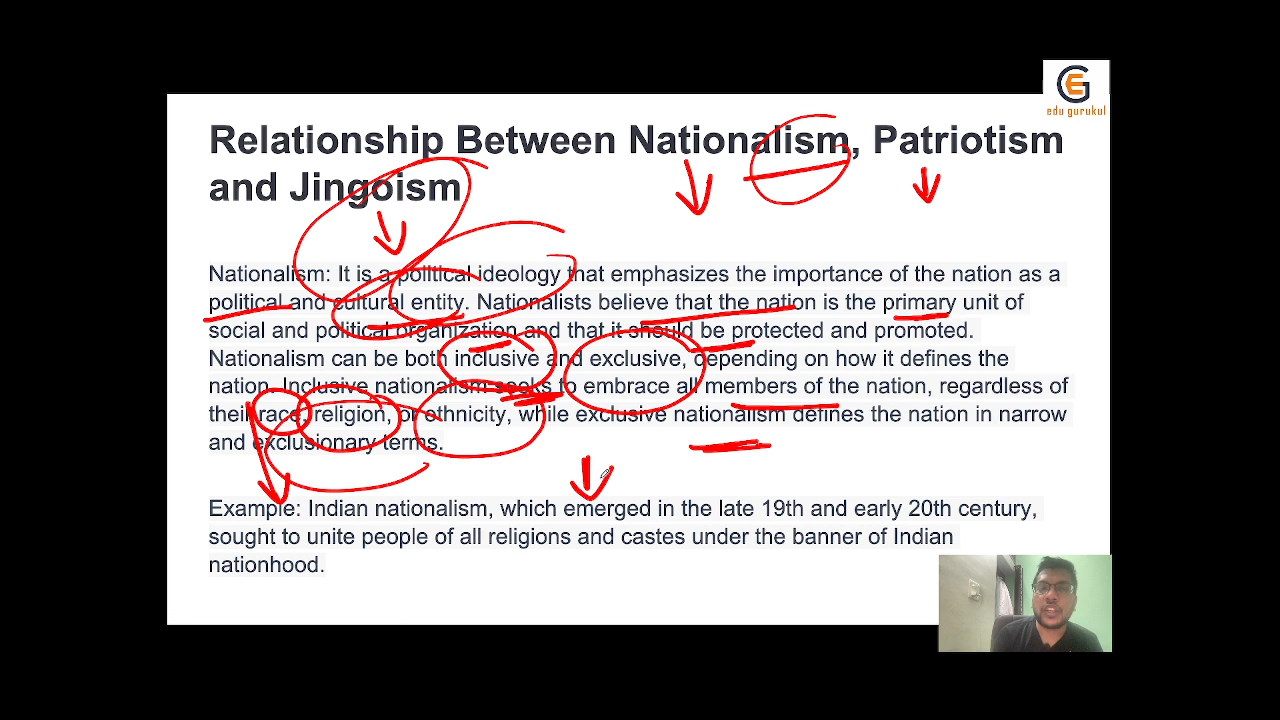 edu gurukul
Relationship Between Nationalism, Patriotism
and Jingoism
Nationalism: It is a political ideology that emphasizes the importance of the nation as a
political and cultural entity. Nationalists believe that the nation is the primary unit of
social and political organization and that it should be protected and promoted.
Nationalism can be both inclusive and exclusive, depending on how it defines the
nation. Inclusive nationalism seeks to embrace all members of the nation, regardless of
their race, religion, or ethnicity, while exclusive nationalism defines the nation in narrow
and exclusionary terms.
Example: Indian nationalism, which emerged in the late 19th and early 20th century,
sought to unite people of all religions and castes under the banner of Indian
nationhood.